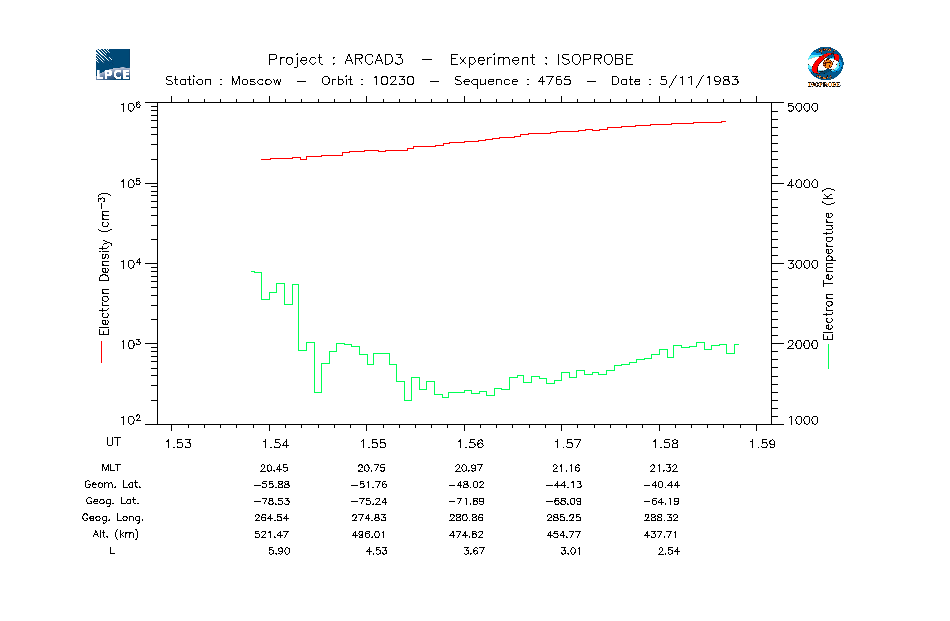 LPCE
Project : ARCAD3 — Experiment : ISOPROBE
ISOPROBE
Station : Moscow — Orbit : 10230 — Sequence : 4765 — Date : 5/11/1983
10⁶
10⁵
10⁴
10³
10²
Electron Density (cm⁻³)
5000
4000
3000
2000
1000
Electron Temperature (K)
UT 1.53 1.54 1.55 1.56 1.57 1.58 1.59
MLT 20.45 20.75 20.97 21.16 21.32
Geom. Lat. −55.88 −51.76 −48.02 −44.13 −40.44
Geog. Lat. −78.53 −75.24 −71.89 −68.09 −64.19
Geog. Long. 264.54 274.83 280.86 285.25 288.32
Alt. (km) 521.47 496.01 474.82 454.77 437.71
L 5.90 4.53 3.67 3.01 2.54